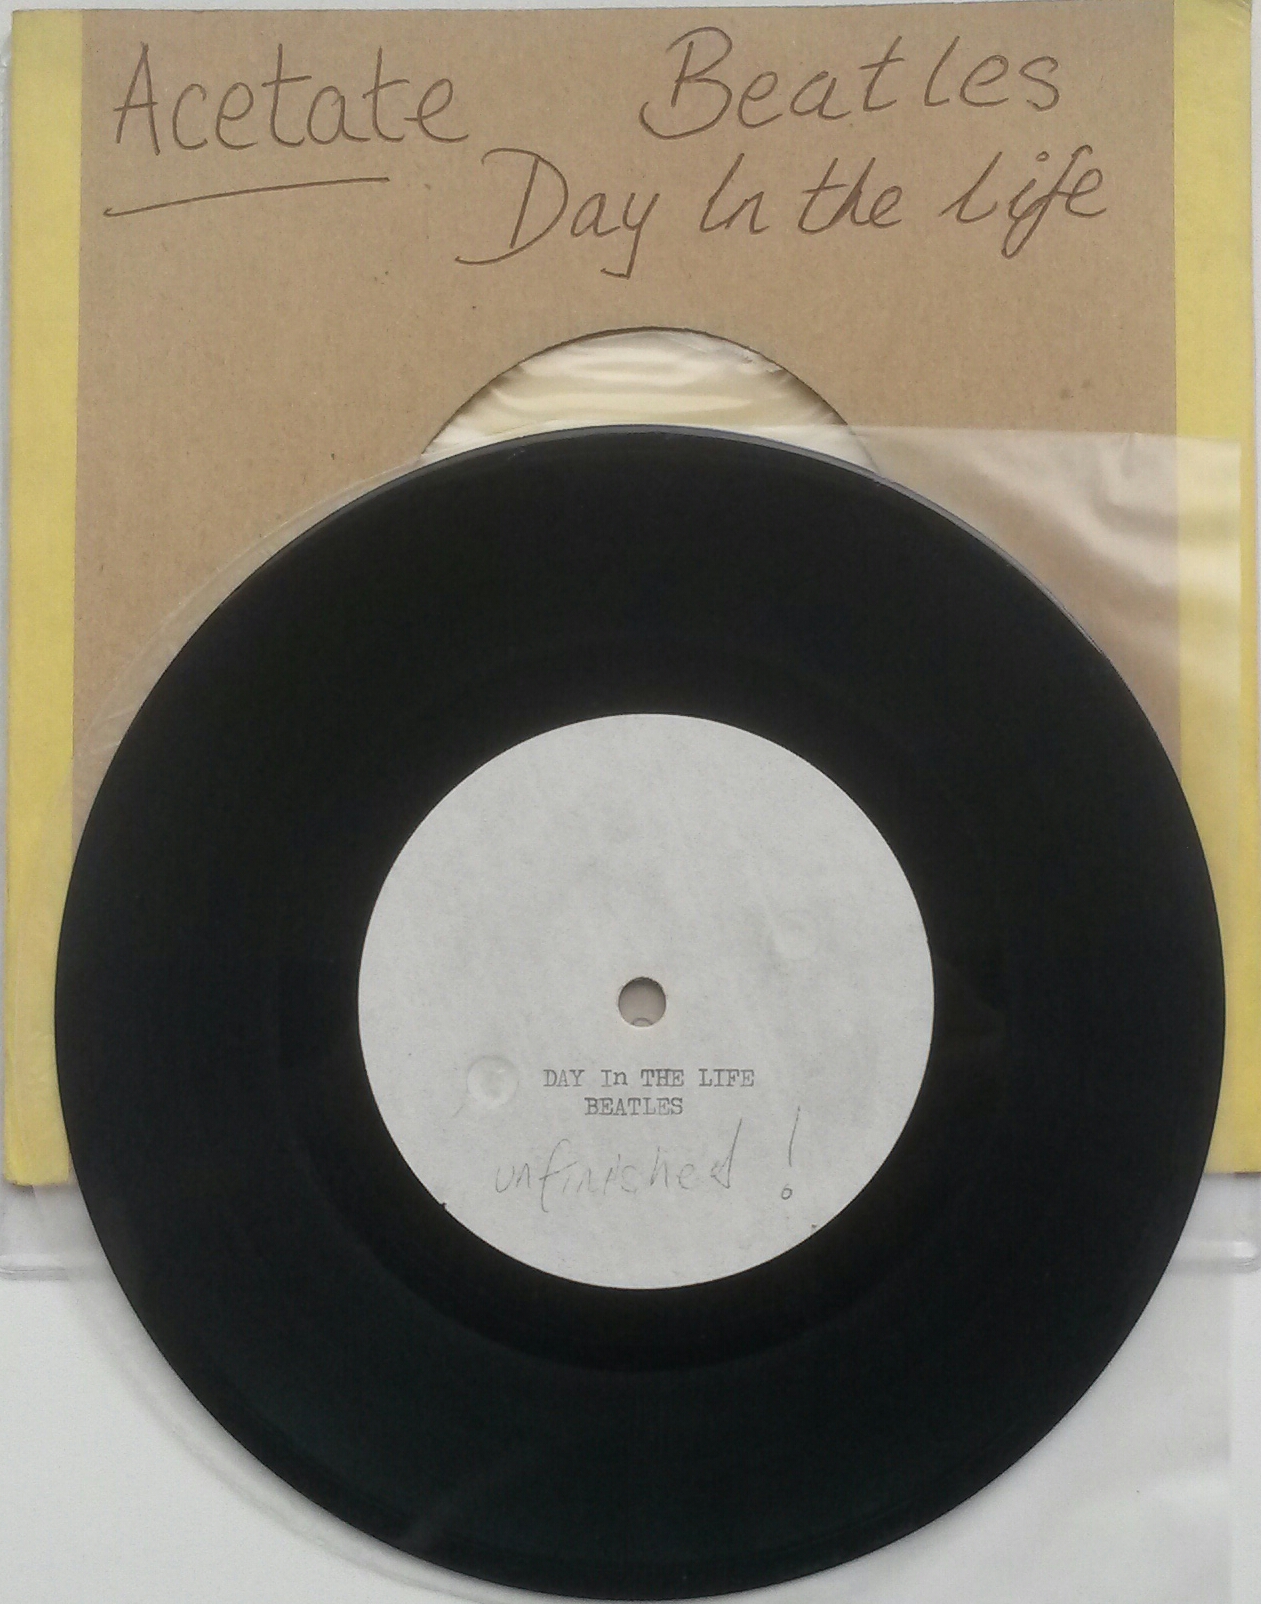 Acetate Beatles
Day In the Life
DAY In THE LIFE
BEATLES
unfinished !